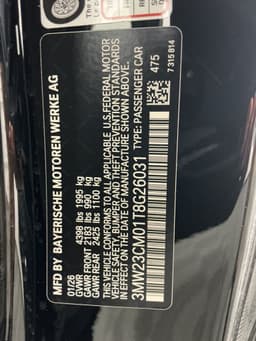 MFD BY BAYERISCHE MOTOREN WERKE AG
01/26 4398 lbs 1995 kg
GVWR
GAWR FRONT 2183 lbs 990 kg
GAWR REAR 2425 lbs 1100 kg
THIS VEHICLE CONFORMS TO ALL APPLICABLE U.S. FEDERAL MOTOR
VEHICLE SAFETY, BUMPER, AND THEFT PREVENTION STANDARDS
IN EFFECT ON THE DATE OF MANUFACTURE SHOWN ABOVE.
3MW23CM01T8G26031 TYPE: PASSENGER CAR
475
7 315 814